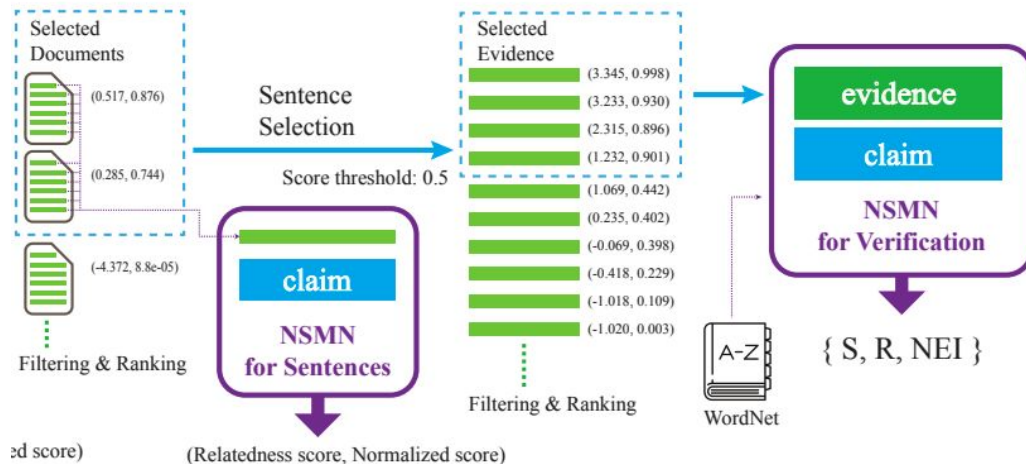 Selected
Documents
(0.517, 0.876)
(0.285, 0.744)
(-4.372, 8.8e-05)
Filtering & Ranking
ed score)
Sentence
Selection
Score threshold: 0.5
claim
NSMN
for Sentences
(Relatedness score, Normalized score)
Selected
Evidence
(3.345, 0.998)
(3.233, 0.930)
(2.315, 0.896)
(1.232, 0.901)
(1.069, 0.442)
(0.235, 0.402)
(-0.069, 0.398)
(-0.418, 0.229)
(-1.018, 0.109)
(-1.020, 0.003)
Filtering & Ranking
evidence
claim
NSMN
for Verification
A-Z
WordNet
{ S, R, NEI }